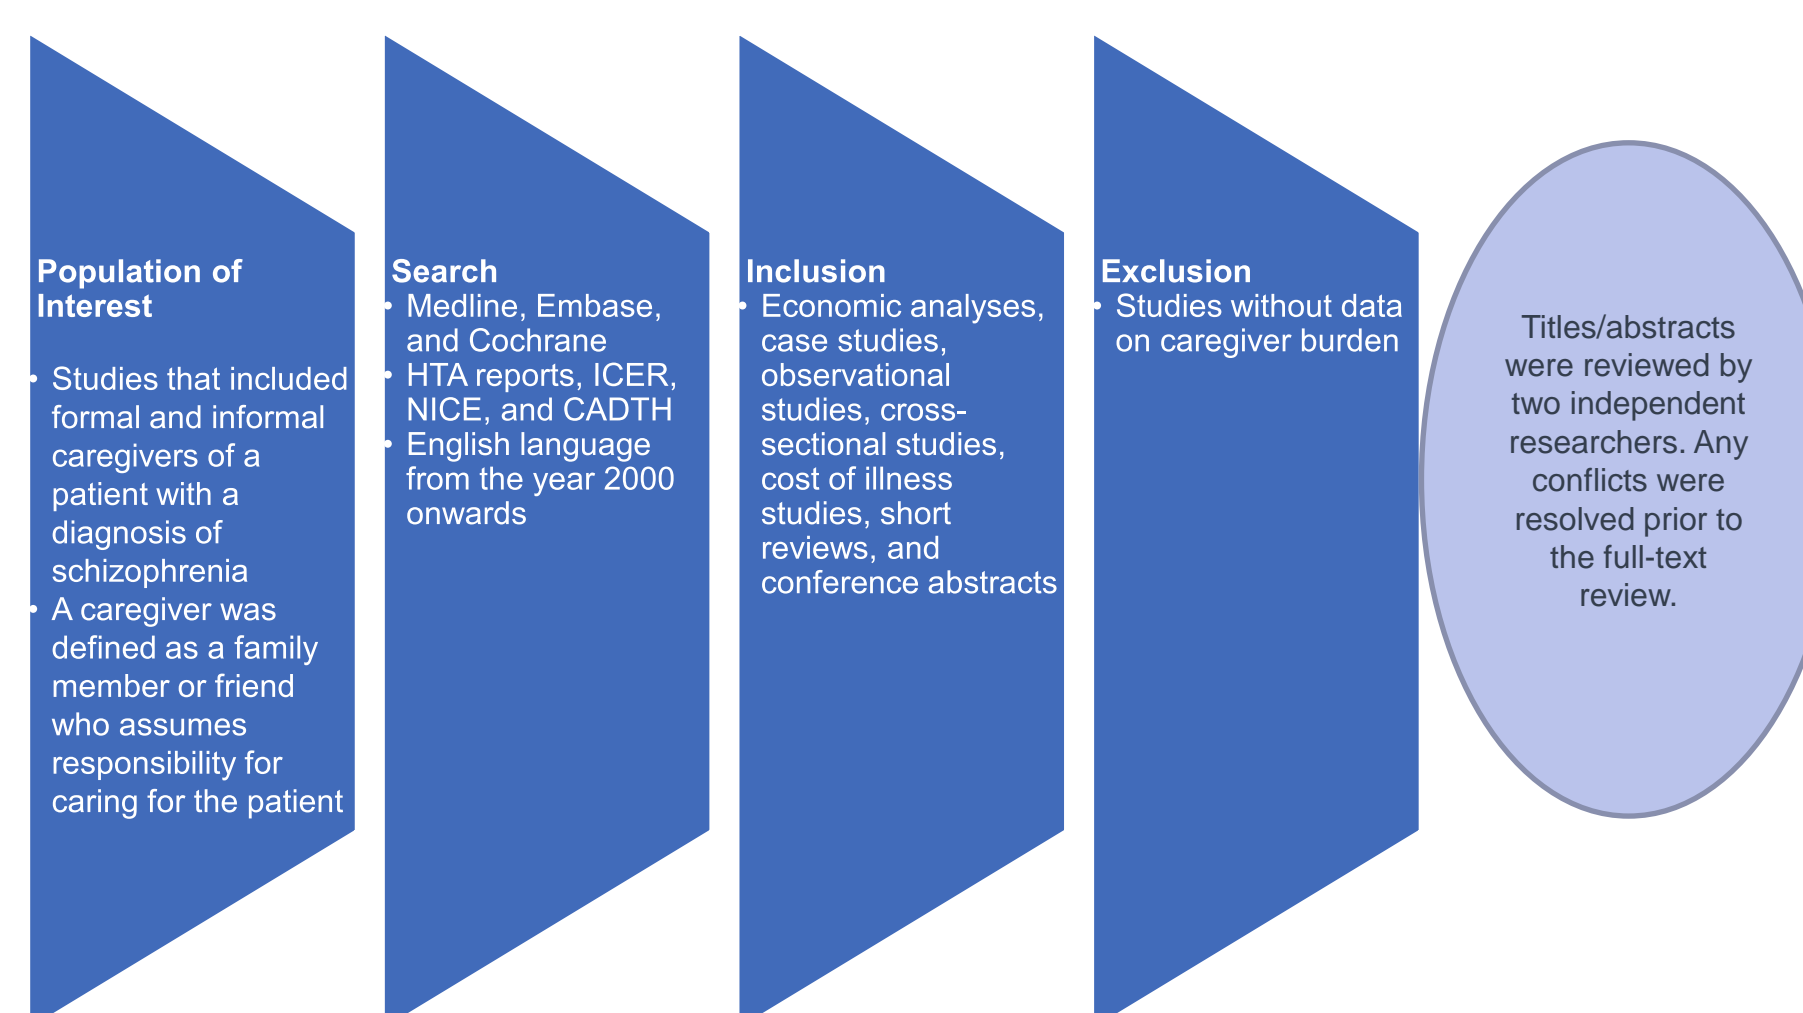 Population of
Interest
• Studies that included
formal and informal
caregivers of a
patient with a
diagnosis of
schizophrenia
• A caregiver was
defined as a family
member or friend
who assumes
responsibility for
caring for the patient
Search
• Medline, Embase,
and Cochrane
• HTA reports, ICER,
NICE, and CADTH
• English language
from the year 2000
onwards
Inclusion
• Economic analyses,
case studies,
observational
studies, cross-
sectional studies,
cost of illness
studies, short
reviews, and
conference abstracts
Exclusion
• Studies without data
on caregiver burden
Titles/abstracts
were reviewed by
two independent
researchers. Any
conflicts were
resolved prior to
the full-text
review.